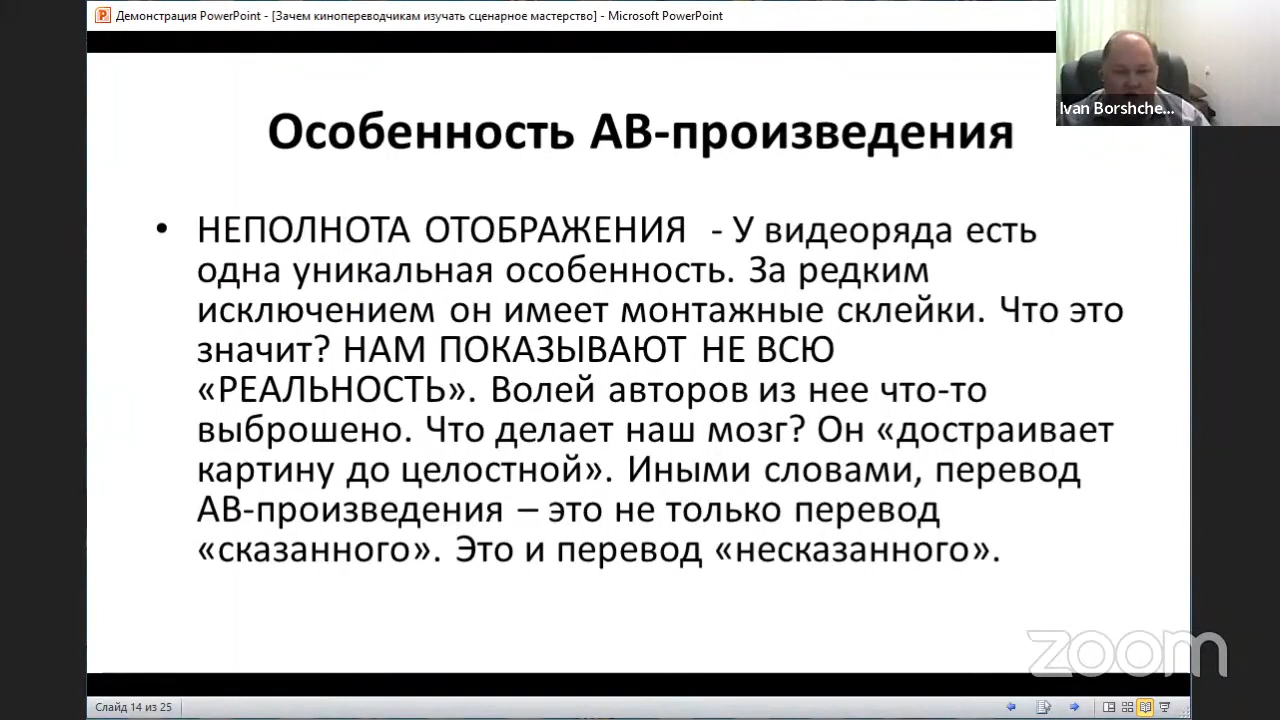 Демонстрация PowerPoint - [Зачем кинопереводчикам изучать сценарное мастерство] - Microsoft PowerPoint
Ivan Borshche...
Особенность АВ-произведения
• НЕПОЛНОТА ОТОБРАЖЕНИЯ - У видеоряда есть
одна уникальная особенность. За редким
исключением он имеет монтажные склейки. Что это
значит? НАМ ПОКАЗЫВАЮТ НЕ ВСЮ
«РЕАЛЬНОСТЬ». Волей авторов из нее что-то
выброшено. Что делает наш мозг? Он «достраивает
картину до целостной». Иными словами, перевод
АВ-произведения – это не только перевод
«сказанного». Это и перевод «несказанного».
zoom
Слайд 14 из 25